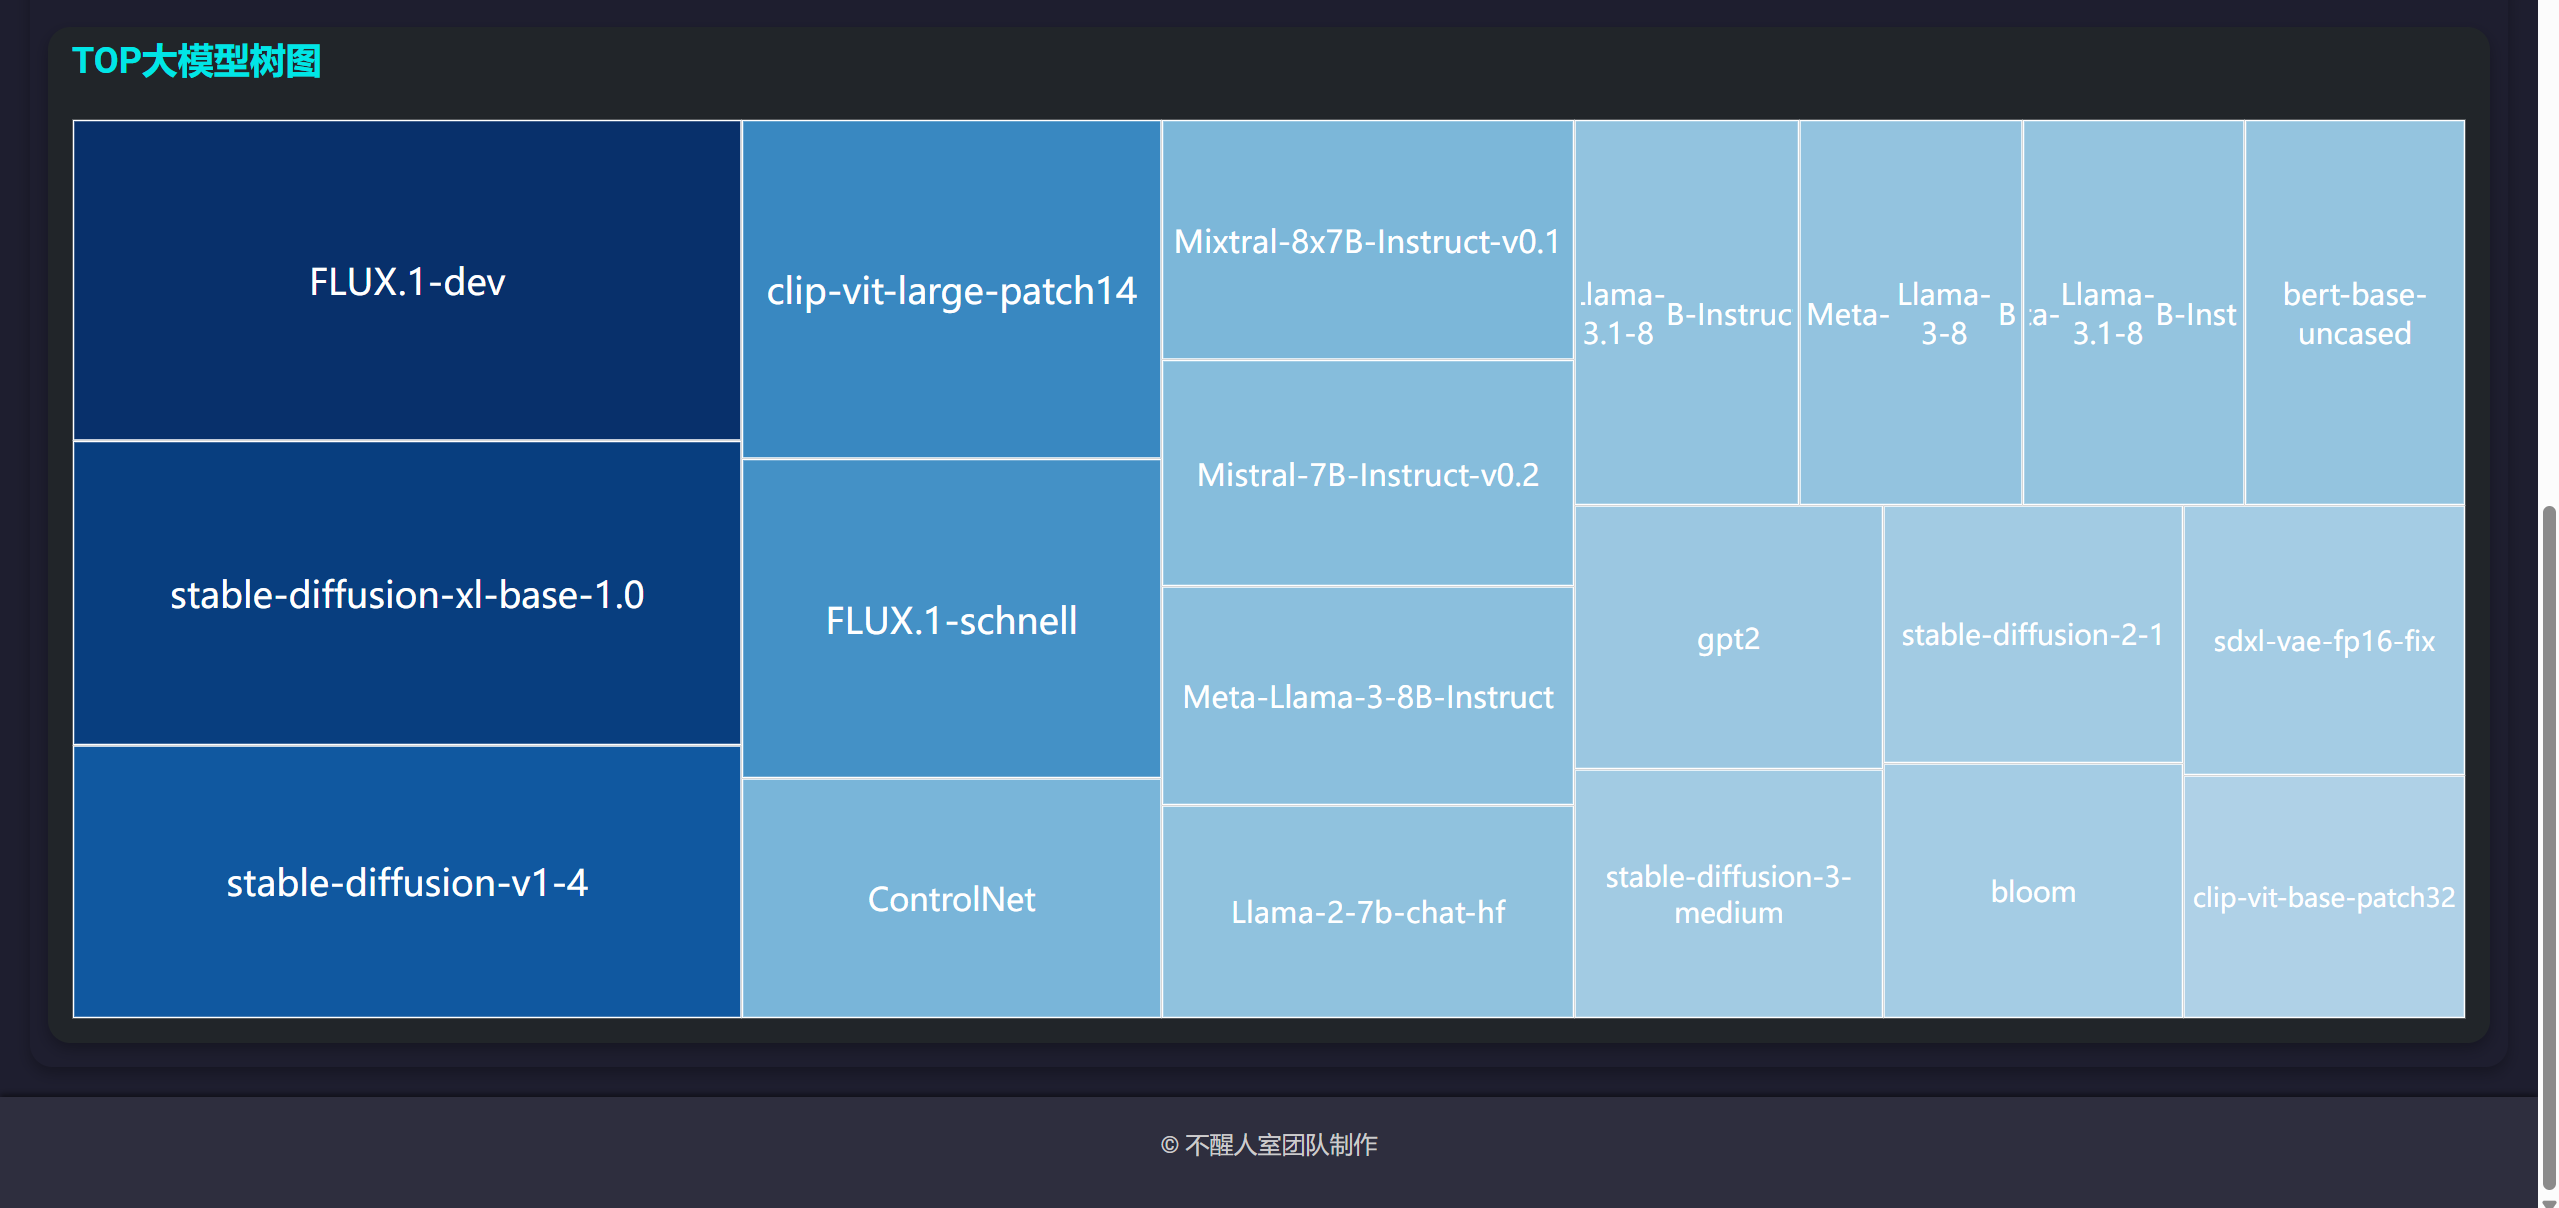 TOP大模型树图
FLUX.1-dev
stable-diffusion-xl-base-1.0
stable-diffusion-v1-4
clip-vit-large-patch14
FLUX.1-schnell
ControlNet
Mixtral-8x7B-Instruct-v0.1
Mistral-7B-Instruct-v0.2
Meta-Llama-3-8B-Instruct
Llama-2-7b-chat-hf
lama-
3.1-8
B-Instruc
Meta-
Llama-
3-8
B
a-
Llama-
3.1-8
B-Inst
bert-base-
uncased
gpt2
stable-diffusion-2-1
sdxl-vae-fp16-fix
stable-diffusion-3-
medium
bloom
clip-vit-base-patch32
© 不醒人室团队制作